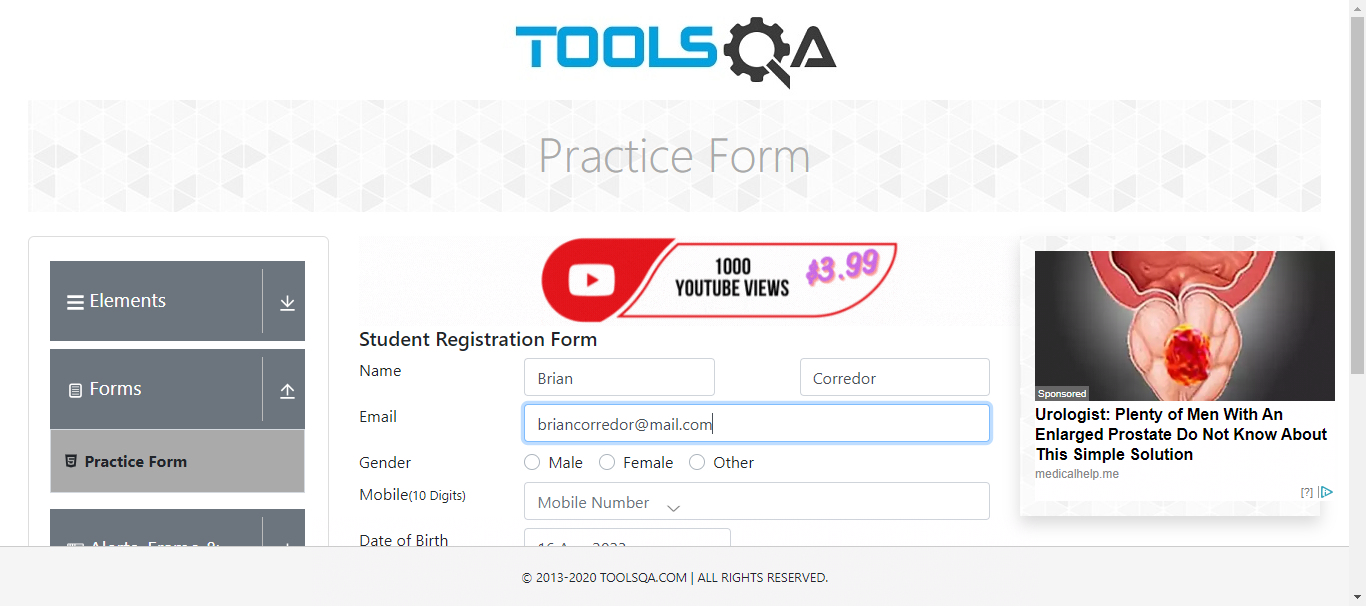 TOOLSQA
Practice Form
Elements
Forms
Practice Form
1000
YOUTUBE VIEWS
$3.99
Student Registration Form
Name
Brian
Corredor
Email
briancorredor@mail.com
Gender
Male
Female
Other
Mobile(10 Digits)
Mobile Number
Date of Birth
Sponsored
Urologist: Plenty of Men With An
Enlarged Prostate Do Not Know About
This Simple Solution
medicalhelp.me
[?]
© 2013-2020 TOOLSQA.COM | ALL RIGHTS RESERVED.